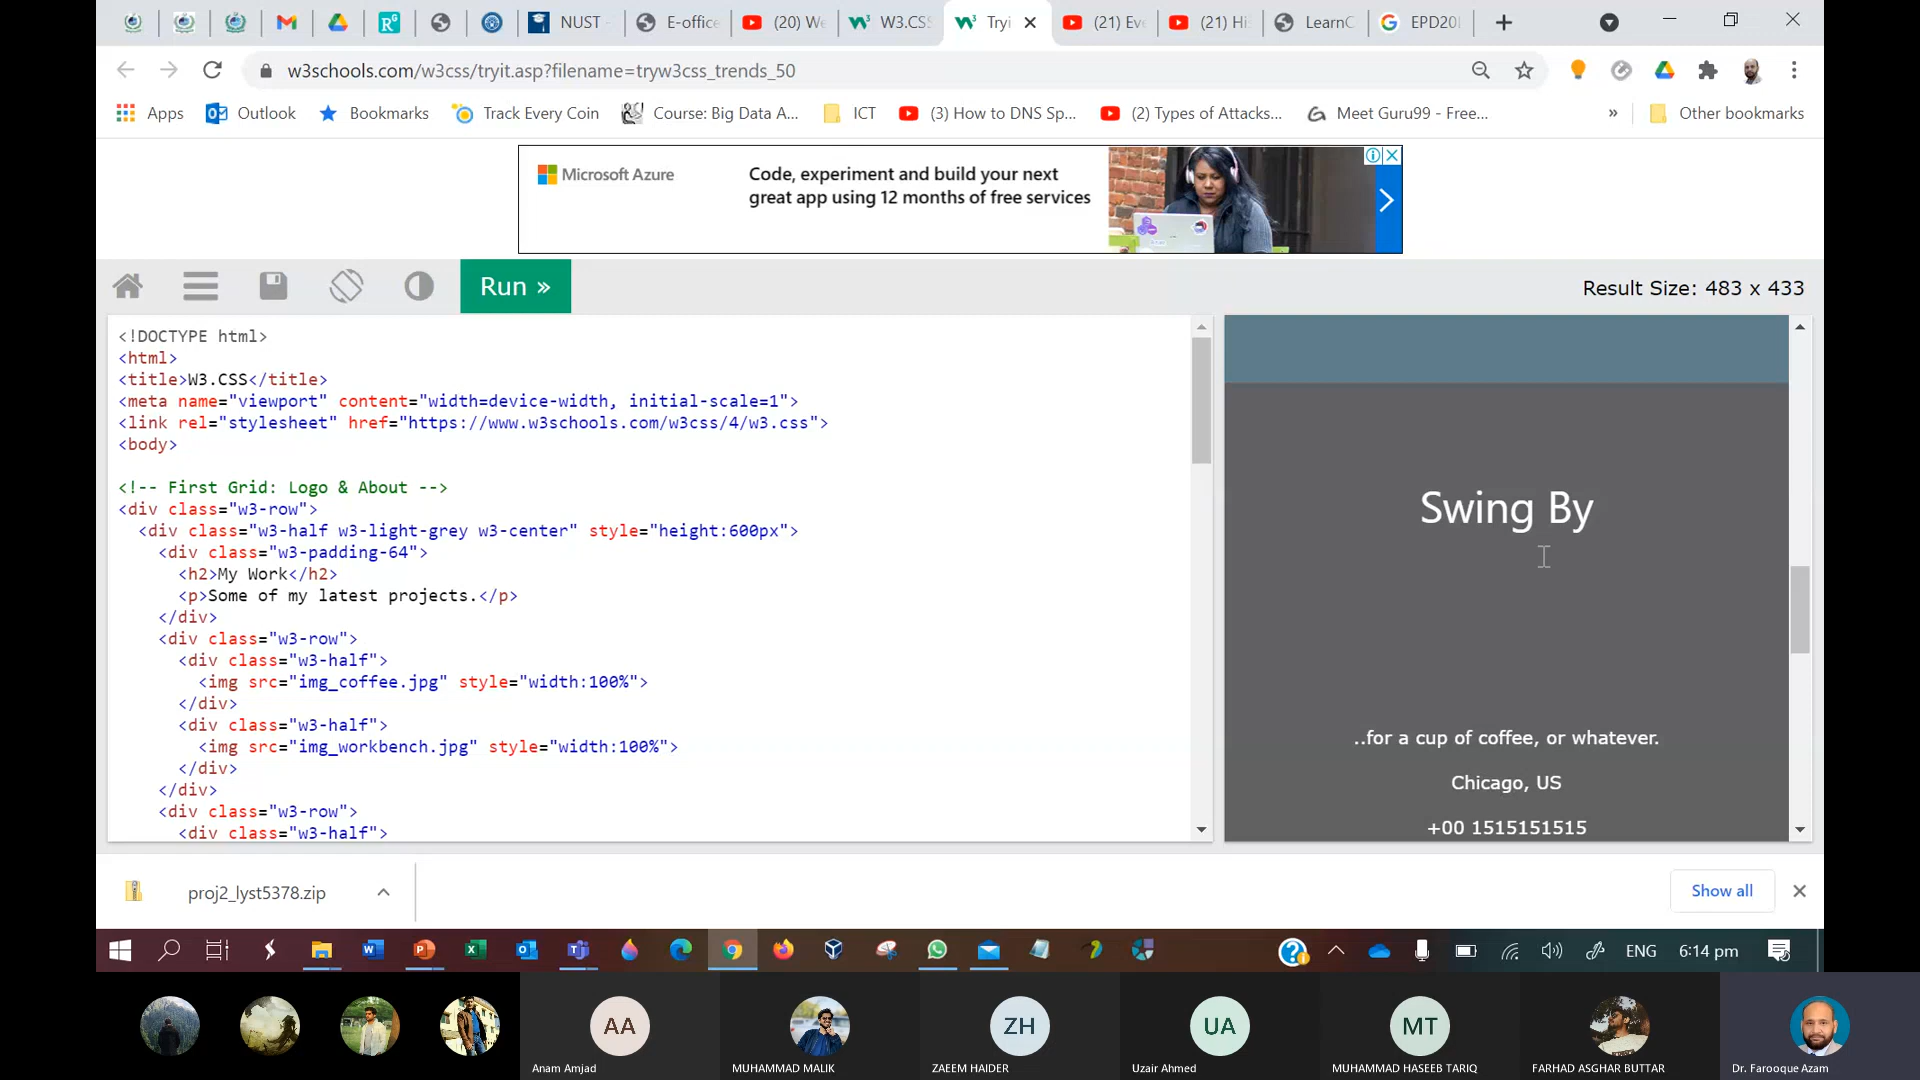 NUST
E-office
(20) We
W3.CSS
Tryi
(21) Eve
(21) Hi
LearnC
EPD20
w3schools.com/w3css/tryit.asp?filename=tryw3css_trends_50
Apps
Outlook
Bookmarks
Track Every Coin
Course: Big Data A...
ICT
(3) How to DNS Sp...
(2) Types of Attacks...
Meet Guru99 - Free...
»
Other bookmarks
Microsoft Azure
Code, experiment and build your next
great app using 12 months of free services
Run »
Result Size: 483 x 433
<!DOCTYPE html>
<html>
<title>W3.CSS</title>
<meta name="viewport" content="width=device-width, initial-scale=1">
<link rel="stylesheet" href="https://www.w3schools.com/w3css/4/w3.css">
<body>
<!-- First Grid: Logo & About -->
<div class="w3-row">
<div class="w3-half w3-light-grey w3-center" style="height:600px">
<div class="w3-padding-64">
<h2>My Work</h2>
<p>Some of my latest projects.</p>
</div>
<div class="w3-row">
<div class="w3-half">
<img src="img_coffee.jpg" style="width:100%">
</div>
<div class="w3-half">
<img src="img_workbench.jpg" style="width:100%">
</div>
</div>
<div class="w3-row">
<div class="w3-half">
Swing By
..for a cup of coffee, or whatever.
Chicago, US
+00 1515151515
proj2_lyst5378.zip
Show all
ENG
6:14 pm
AA
ZH
UA
MT
Anam Amjad
MUHAMMAD MALIK
ZAEEM HAIDER
Uzair Ahmed
MUHAMMAD HASEEB TARIQ
FARHAD ASGHAR BUTTAR
Dr. Farooque Azam